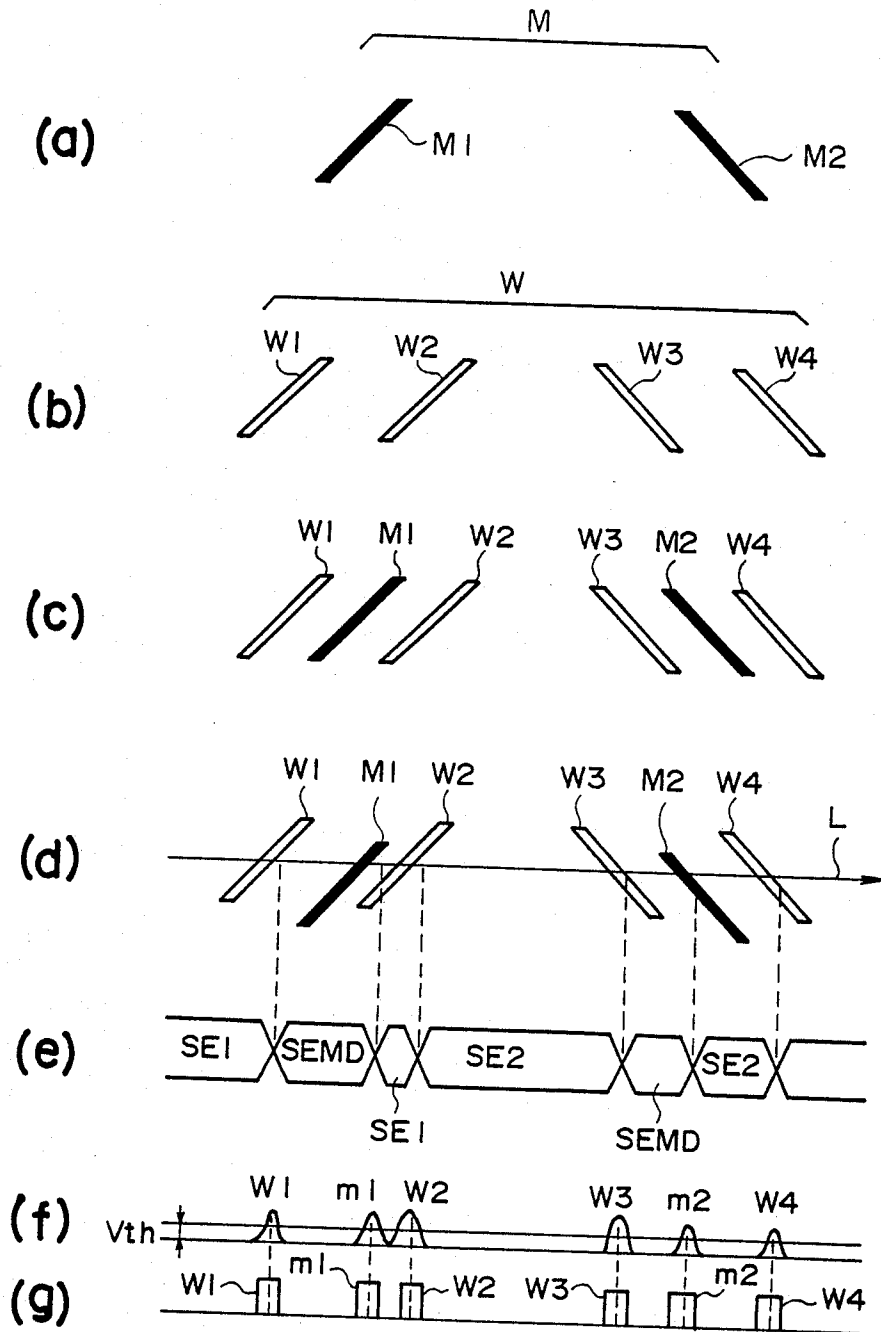 M
(a) M1 M2
W
(b) W1 W2 W3 W4
(c) W1 M1 W2 W3 M2 W4
(d) W1 M1 W2 W3 M2 W4 L
(e) SE1 SEMD SE2 SE2
SE1 SEMD
(f) Vth W1 m1 W2 W3 m2 W4
(g) W1 m1 W2 W3 m2 W4